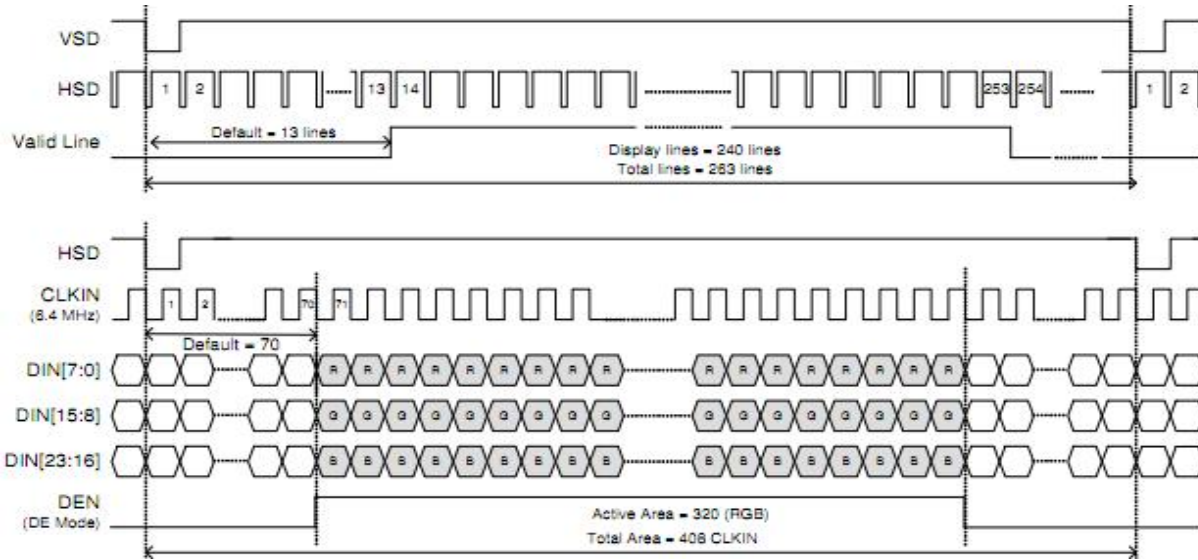 VSD
HSD 1 2 13 14 253 254 1 2
Default = 13 lines
Valid Line
Display lines = 240 lines
Total lines = 263 lines
HSD
CLKIN 1 2 70 71
(6.4 MHz)
Default = 70
DIN[7:0] R R R R R R R R R R R R R R R R R
DIN[15:8] G G G G G G G G G G G G G G G G G
DIN[23:16] B B B B B B B B B B B B B B B B B
DEN
(DE Mode)
Active Area = 320 (RGB)
Total Area = 408 CLKIN